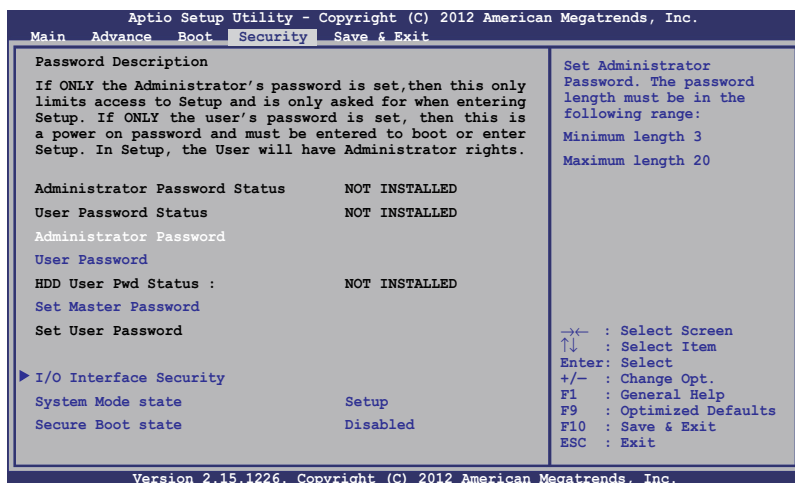 Aptio Setup Utility - Copyright (C) 2012 American Megatrends, Inc.
Main Advance Boot Security Save & Exit
Password Description
If ONLY the Administrator's password is set,then this only
limits access to Setup and is only asked for when entering
Setup. If ONLY the user's password is set, then this is
a power on password and must be entered to boot or enter
Setup. In Setup, the User will have Administrator rights.
Administrator Password Status NOT INSTALLED
User Password Status NOT INSTALLED
Administrator Password
User Password
HDD User Pwd Status : NOT INSTALLED
Set Master Password
Set User Password
I/O Interface Security
System Mode state Setup
Secure Boot state Disabled
Set Administrator
Password. The password
length must be in the
following range:
Minimum length 3
Maximum length 20
→← : Select Screen
↑↓ : Select Item
Enter: Select
+/— : Change Opt.
F1 : General Help
F9 : Optimized Defaults
F10 : Save & Exit
ESC : Exit
Version 2.15.1226. Copyright (C) 2012 American Megatrends, Inc.